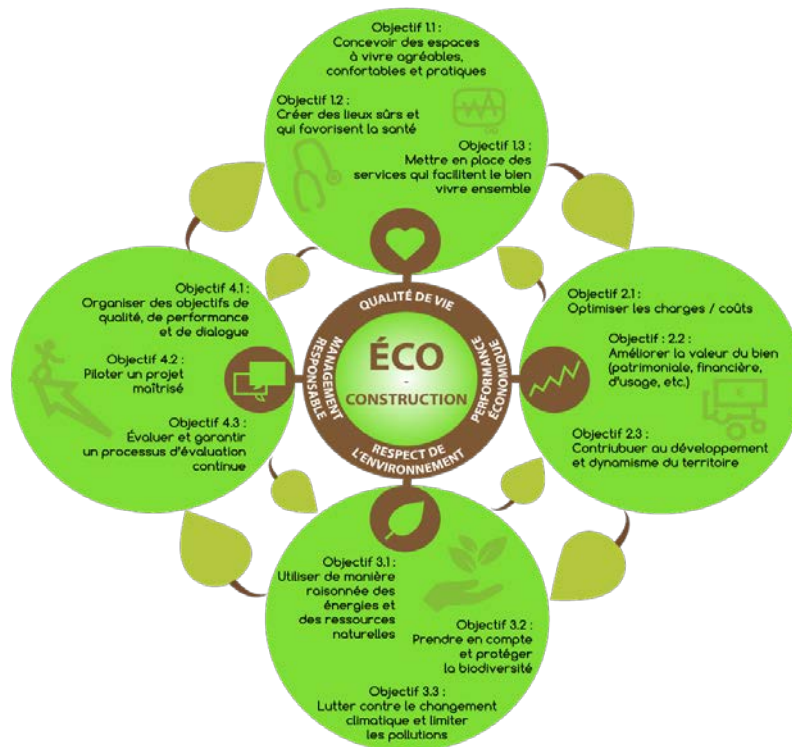 Objectif 1.1 :
Concevoir des espaces
à vivre agréables,
confortables et pratiques
Objectif 1.2 :
Créer des lieux sûrs et
qui favorisent la santé
Objectif 1.3 :
Mettre en place des
services qui facilitent le bien
vivre ensemble
QUALITÉ DE VIE
Objectif 2.1 :
Optimiser les charges / coûts
Objectif : 2.2 :
Améliorer la valeur du bien
(patrimoniale, financière,
d'usage, etc.)
Objectif 2.3 :
Contriubuer au développement
et dynamisme du territoire
PERFORMANCE
ÉCONOMIQUE
ÉCO
-
CONSTRUCTION
RESPECT DE
L'ENVIRONNEMENT
Objectif 3.1 :
Utiliser de manière
raisonnée des
énergies et
des ressources
naturelles
Objectif 3.2 :
Prendre en compte
et protéger
la biodiversité
Objectif 3.3 :
Lutter contre le changement
climatique et limiter
les pollutions
MANAGEMENT
RESPONSABLE
Objectif 4.1 :
Organiser des objectifs de
qualité, de performance
et de dialogue
Objectif 4.2 :
Piloter un projet
maîtrisé
Objectif 4.3 :
Évaluer et garantir
un processus d'évaluation
continue